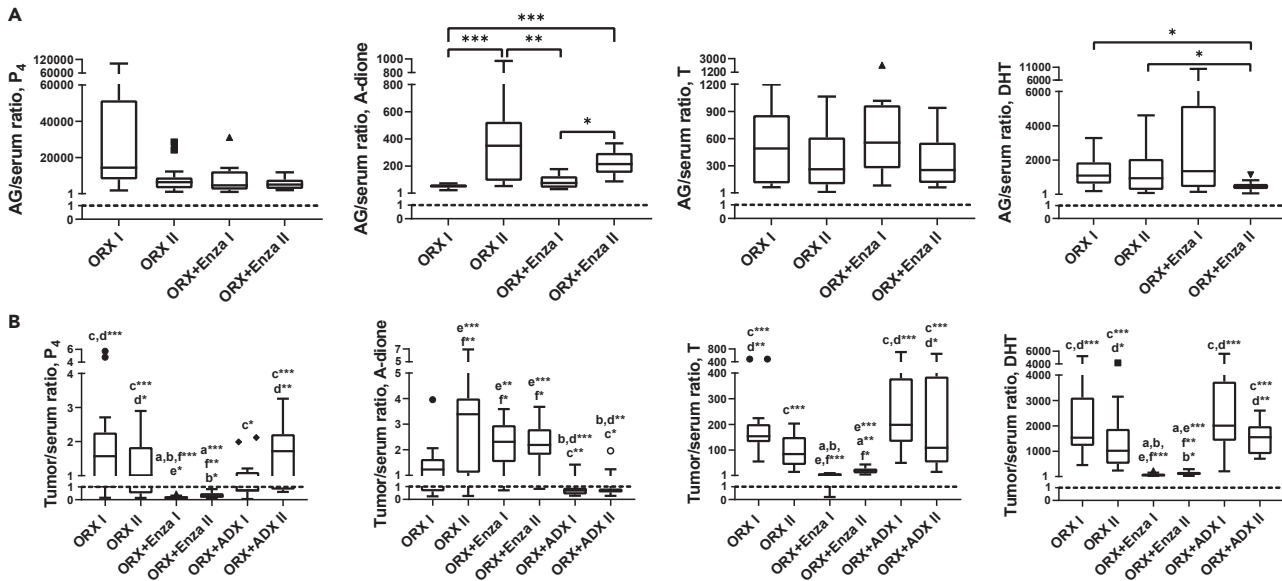 A
AG/serum ratio, P4
120000
60000
60000
20000
1
1
0
ORX I
ORX II
ORX+Enza I
ORX+Enza II
AG/serum ratio, A-dione
***
***
**
*
1000
800
800
600
400
200
1
1
0
ORX I
ORX II
ORX+Enza I
ORX+Enza II
AG/serum ratio, T
3000
1200
1200
900
600
300
1
1
0
ORX I
ORX II
ORX+Enza I
ORX+Enza II
AG/serum ratio, DHT
*
*
11000
6000
6000
4000
2000
1
1
0
ORX I
ORX II
ORX+Enza I
ORX+Enza II
B
Tumor/serum ratio, P4
6
4
4
2
1
1
0
c,d***
c***
d*
a,b,f***
e*
a***
f**
b*
c*
c***
d**
ORX I
ORX II
ORX+Enza I
ORX+Enza II
ORX+ADX I
ORX+ADX II
Tumor/serum ratio, A-dione
7
5
5
4
3
2
1
1
0
e***
f**
e**
f*
e***
f*
b,d***
c**
b,d**
c*
ORX I
ORX II
ORX+Enza I
ORX+Enza II
ORX+ADX I
ORX+ADX II
Tumor/serum ratio, T
800
400
400
300
200
100
1
1
0
c***
d**
c***
a,b,
e,f***
e***
a**
f*
c,d***
c***
d*
ORX I
ORX II
ORX+Enza I
ORX+Enza II
ORX+ADX I
ORX+ADX II
Tumor/serum ratio, DHT
6000
4000
4000
3000
2000
1000
1
1
0
c,d***
c***
d*
a,b,
e,f***
a,e***
f**
b*
c,d***
c***
d**
ORX I
ORX II
ORX+Enza I
ORX+Enza II
ORX+ADX I
ORX+ADX II